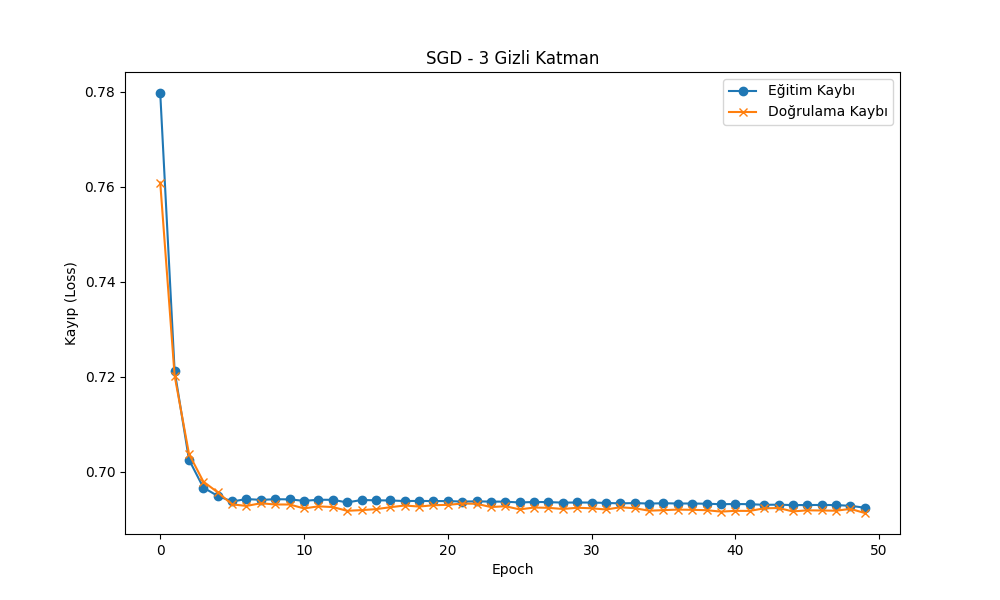 SGD - 3 Gizli Katman
Eğitim Kaybı
Doğrulama Kaybı
Kayıp (Loss)
0.78
0.76
0.74
0.72
0.70
0 10 20 30 40 50
Epoch